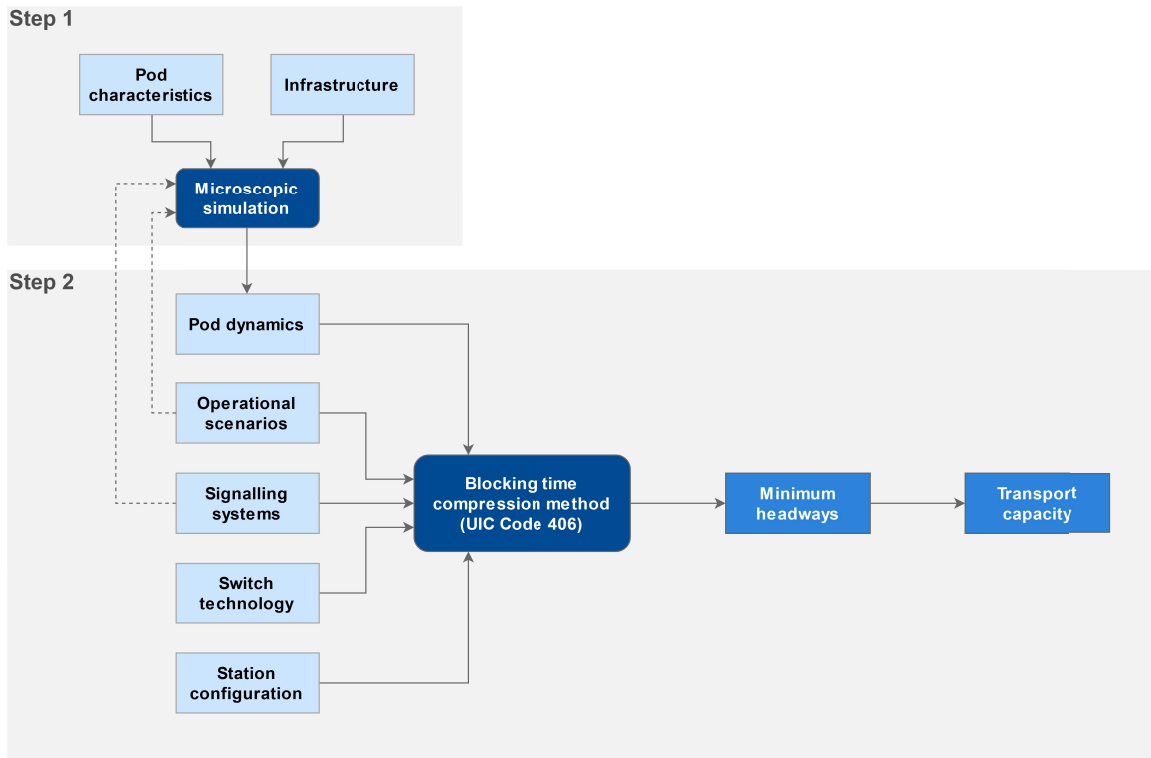 Step 1
Pod
characteristics
Infrastructure
Microscopic
simulation
Step 2
Pod dynamics
Operational
scenarios
Signalling
systems
Switch
technology
Station
configuration
Blocking time
compression method
(UIC Code 406)
Minimum
headways
Transport
capacity